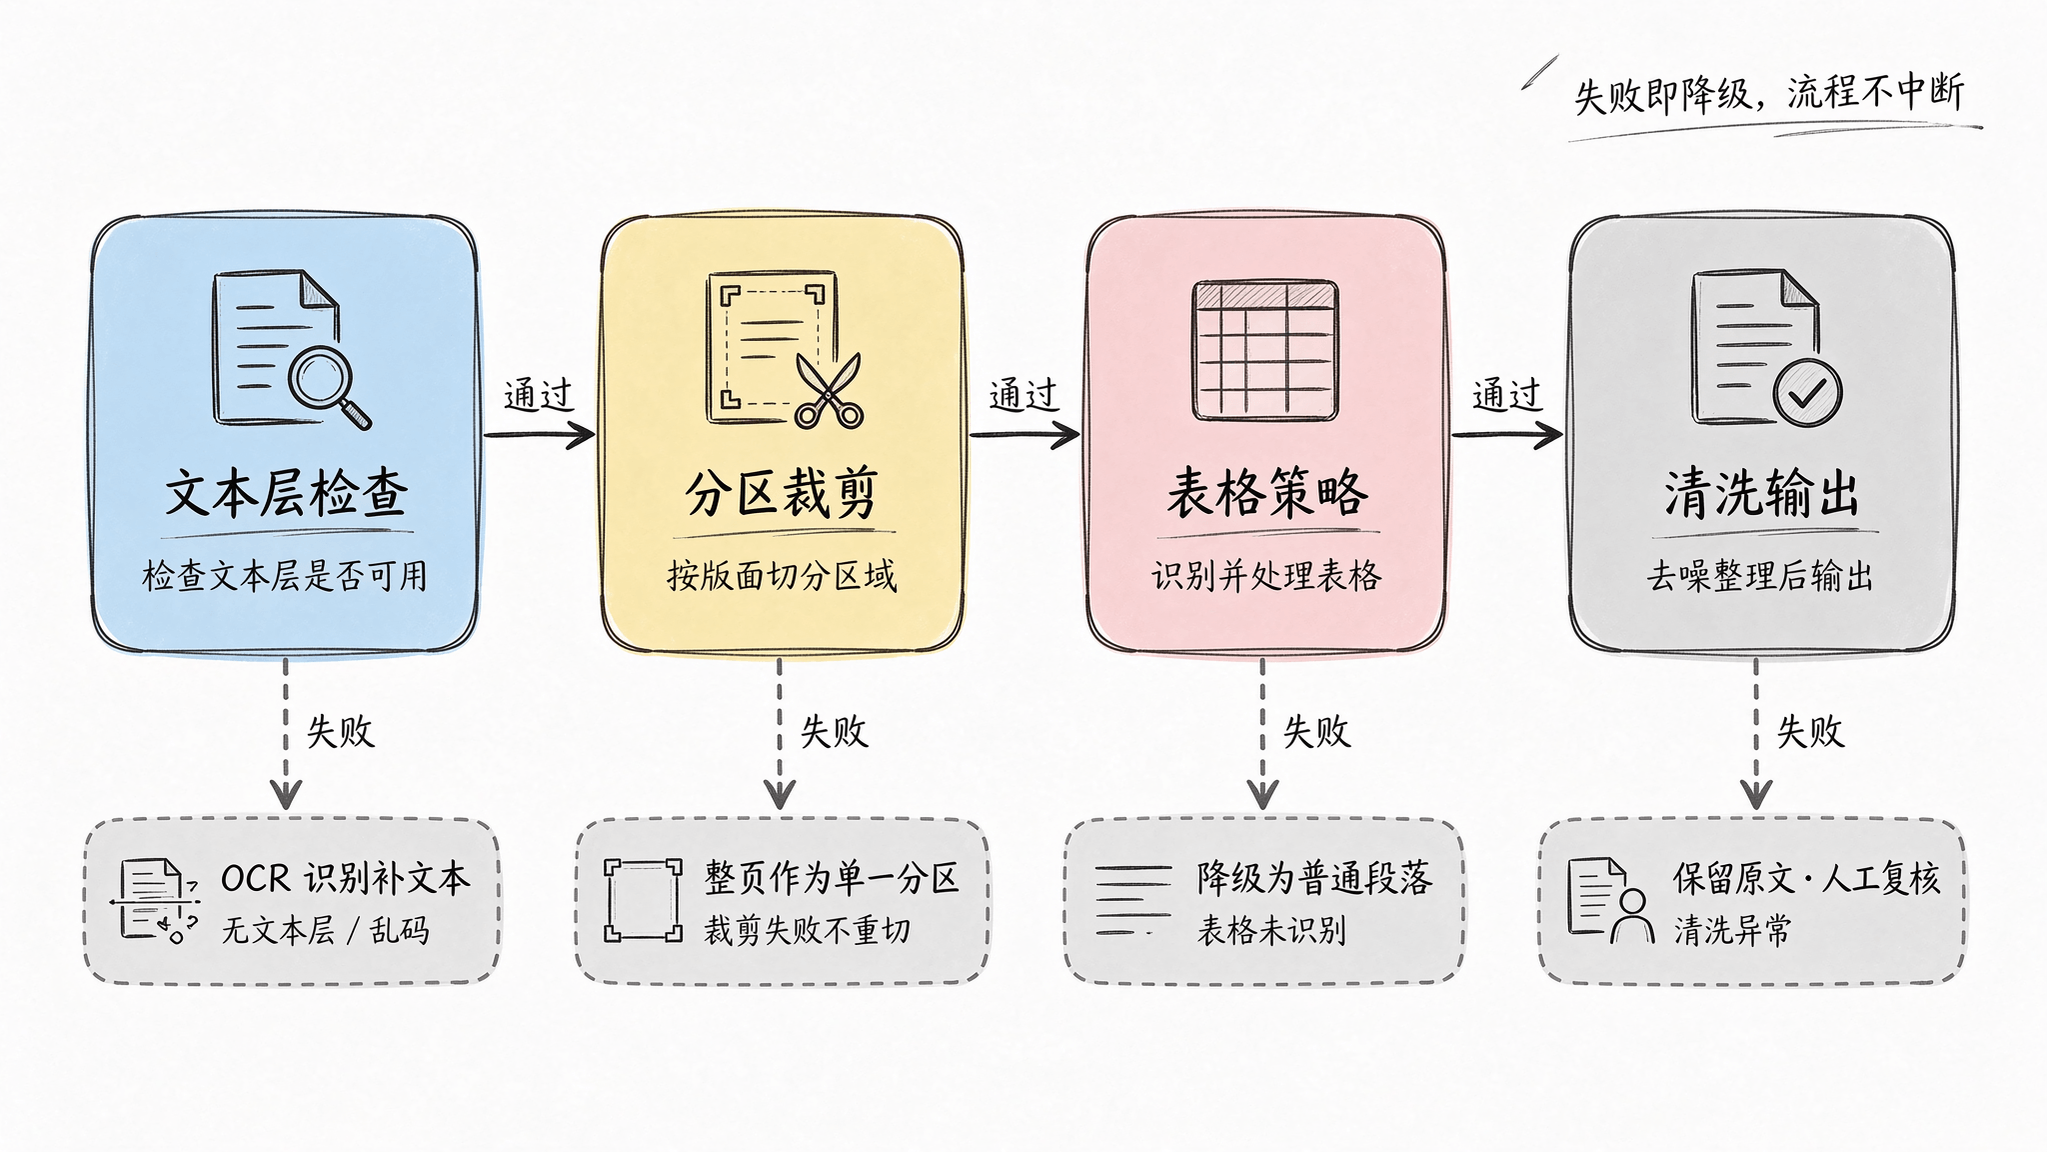 失败即降级，流程不中断
文本层检查
检查文本层是否可用
通过
分区裁剪
按版面切分区域
通过
表格策略
识别并处理表格
通过
清洗输出
去噪整理后输出
失败
失败
失败
失败
OCR 识别补文本
无文本层 / 乱码
整页作为单一分区
裁剪失败不重切
降级为普通段落
表格未识别
保留原文·人工复核
清洗异常